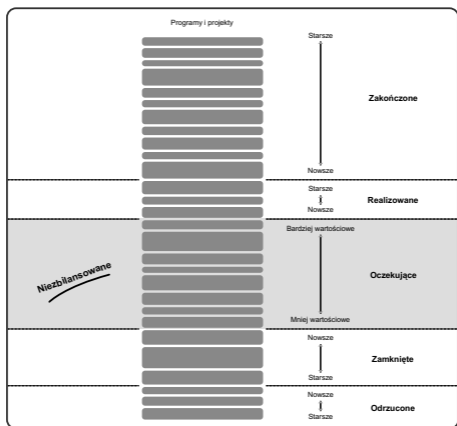 Programy i projekty
Starsze
Zakończone
Nowsze
Starsze
Realizowane
Nowsze
Bardziej wartościowe
Niezbilansowane
Oczekujące
Mniej wartościowe
Nowsze
Zamknięte
Starsze
Nowsze
Odrzucone
Starsze